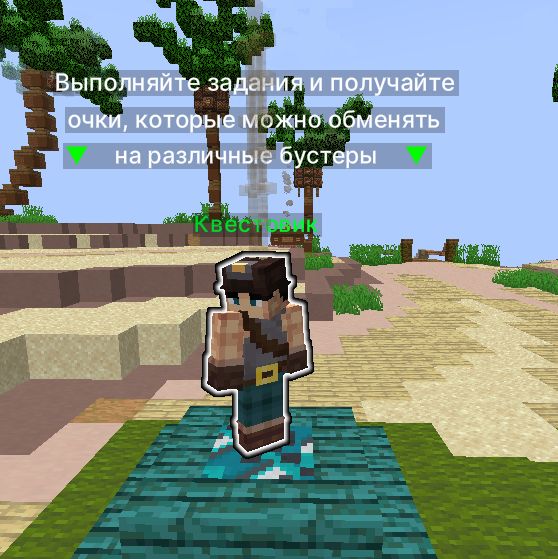 Выполняйте задания и получайте
очки, которые можно обменять
▼ на различные бустеры ▼
Квестовик